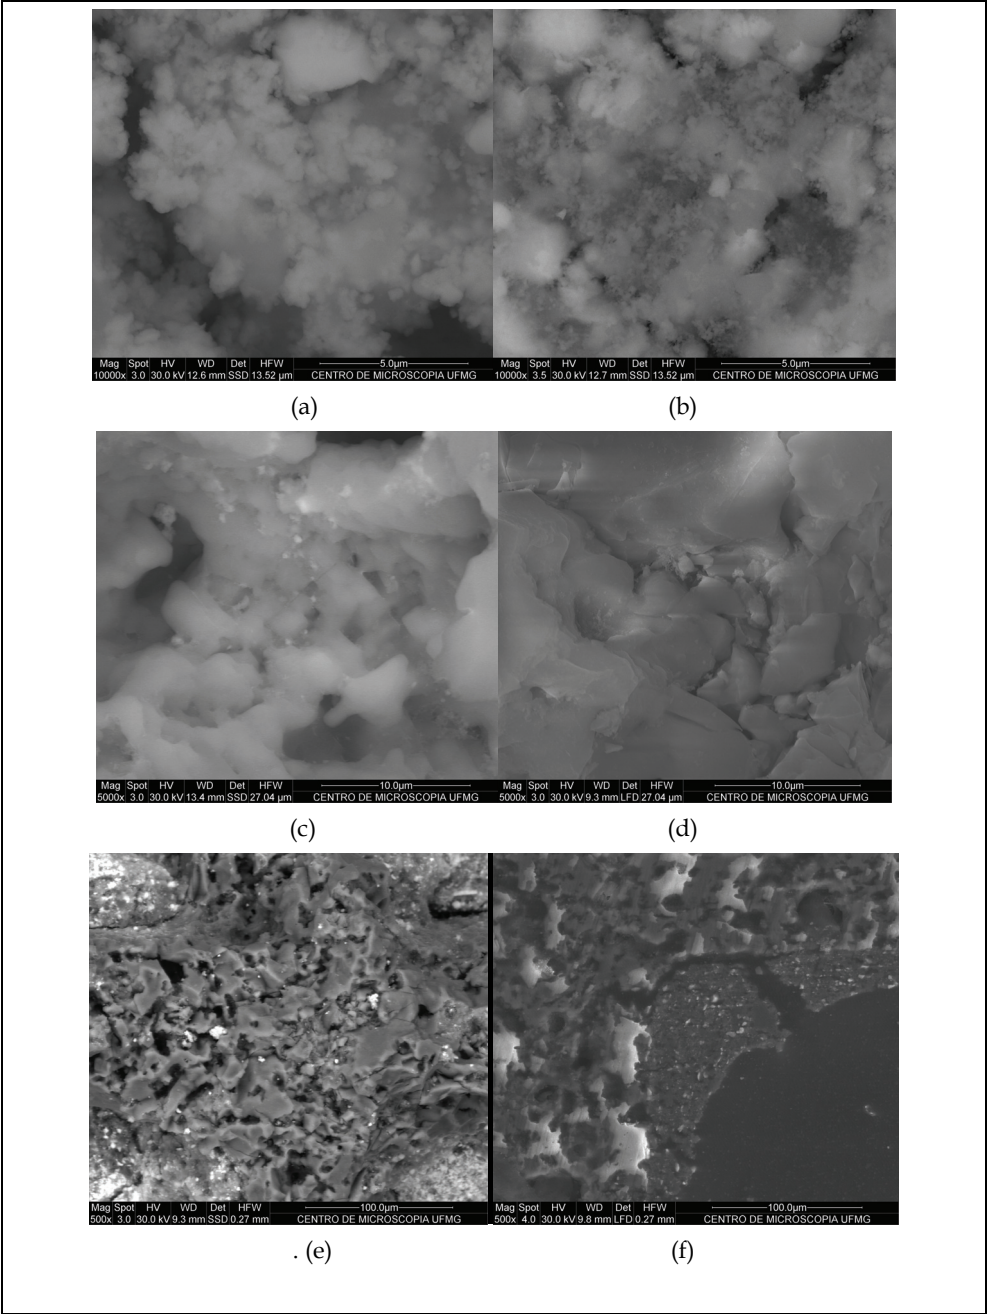 Mag Spot HV WD Det HFW 5.0µm
10000x 3.0 30.0 kV 12.6 mm SSD 13.52 µm CENTRO DE MICROSCOPIA UFMG
Mag Spot HV WD Det HFW 5.0µm
10000x 3.5 30.0 kV 12.7 mm SSD 13.52 µm CENTRO DE MICROSCOPIA UFMG
(a)
(b)
Mag Spot HV WD Det HFW 10.0µm
5000x 3.0 30.0 kV 13.4 mm SSD 27.04 µm CENTRO DE MICROSCOPIA UFMG
Mag Spot HV WD Det HFW 10.0µm
5000x 3.0 30.0 kV 9.3 mm LFD 27.04 µm CENTRO DE MICROSCOPIA UFMG
(c)
(d)
Mag Spot HV WD Det HFW 100.0µm
500x 3.0 30.0 kV 9.3 mm SSD 0.27 mm CENTRO DE MICROSCOPIA UFMG
Mag Spot HV WD Det HFW 100.0µm
500x 4.0 30.0 kV 9.8 mm LFD 0.27 mm CENTRO DE MICROSCOPIA UFMG
. (e)
(f)